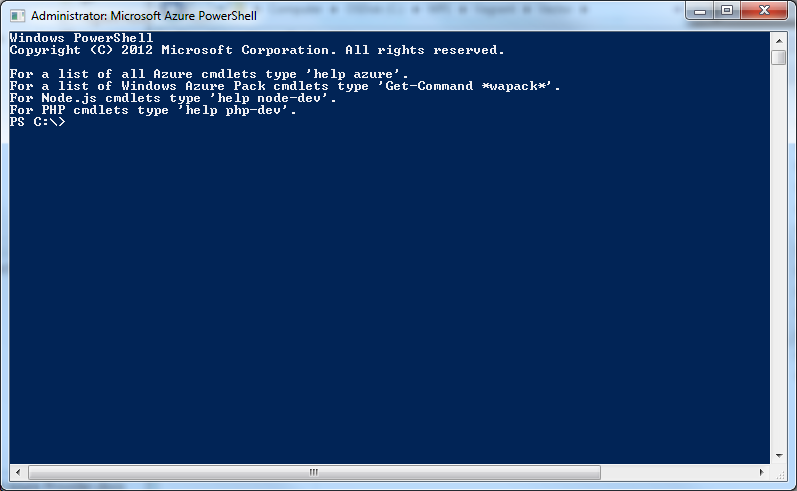 Administrator: Microsoft Azure PowerShell
Windows PowerShell
Copyright (C) 2012 Microsoft Corporation. All rights reserved.
For a list of all Azure cmdlets type 'help azure'.
For a list of Windows Azure Pack cmdlets type 'Get-Command *wapack*'.
For Node.js cmdlets type 'help node-dev'.
For PHP cmdlets type 'help php-dev'.
PS C:\>